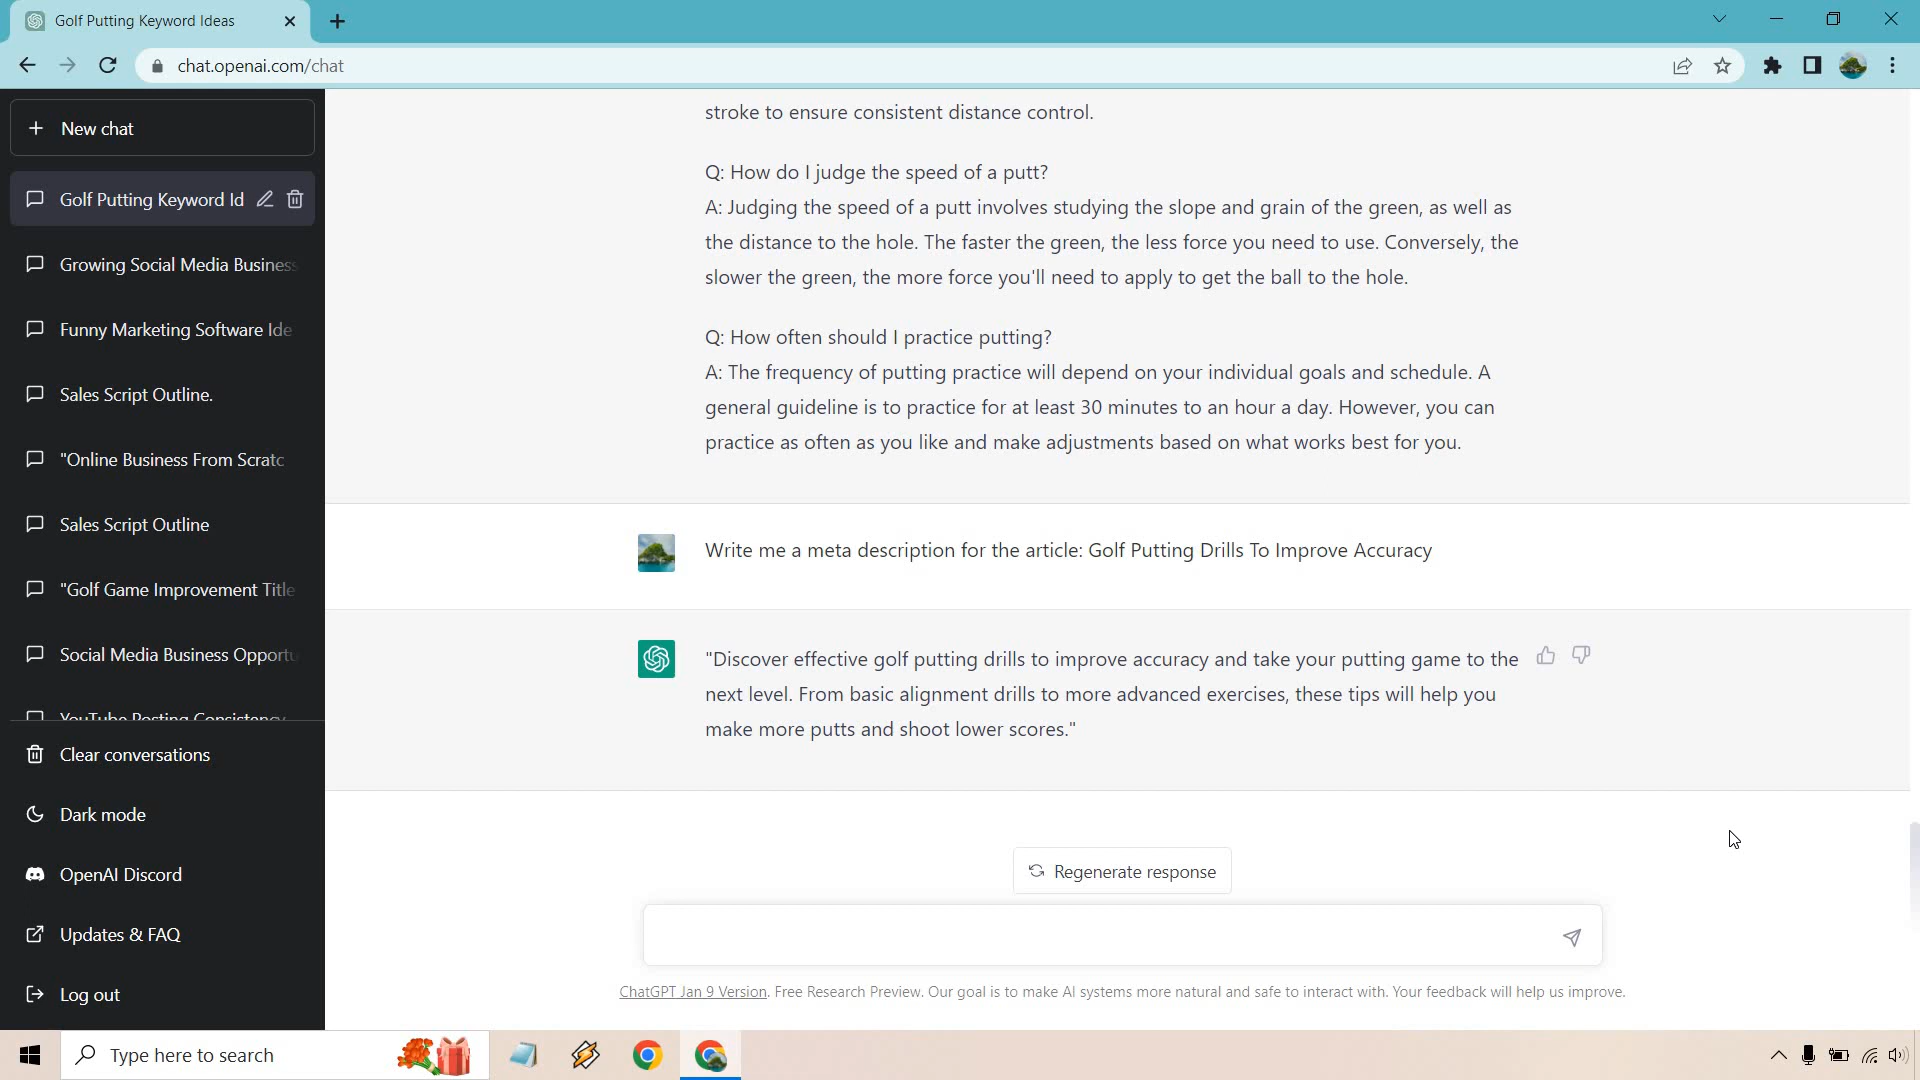 Golf Putting Keyword Ideas
chat.openai.com/chat
New chat
Golf Putting Keyword Id
Growing Social Media Business
Funny Marketing Software Ide
Sales Script Outline.
"Online Business From Scratc
Sales Script Outline
"Golf Game Improvement Title
Social Media Business Opportu
YouTube Posting Consistency
Clear conversations
Dark mode
OpenAI Discord
Updates & FAQ
Log out
stroke to ensure consistent distance control.
Q: How do I judge the speed of a putt?
A: Judging the speed of a putt involves studying the slope and grain of the green, as well as
the distance to the hole. The faster the green, the less force you need to use. Conversely, the
slower the green, the more force you'll need to apply to get the ball to the hole.
Q: How often should I practice putting?
A: The frequency of putting practice will depend on your individual goals and schedule. A
general guideline is to practice for at least 30 minutes to an hour a day. However, you can
practice as often as you like and make adjustments based on what works best for you.
Write me a meta description for the article: Golf Putting Drills To Improve Accuracy
"Discover effective golf putting drills to improve accuracy and take your putting game to the
next level. From basic alignment drills to more advanced exercises, these tips will help you
make more putts and shoot lower scores."
Regenerate response
ChatGPT Jan 9 Version. Free Research Preview. Our goal is to make AI systems more natural and safe to interact with. Your feedback will help us improve.
Type here to search